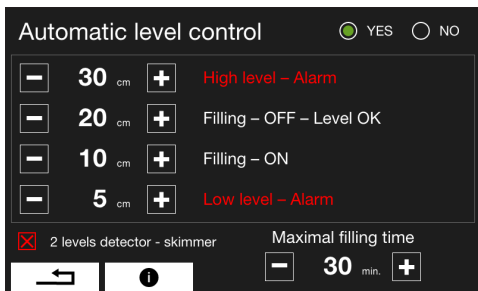 Automatic level control YES NO
30 cm High level – Alarm
20 cm Filling – OFF – Level OK
10 cm Filling – ON
5 cm Low level – Alarm
2 levels detector - skimmer Maximal filling time
30 min.